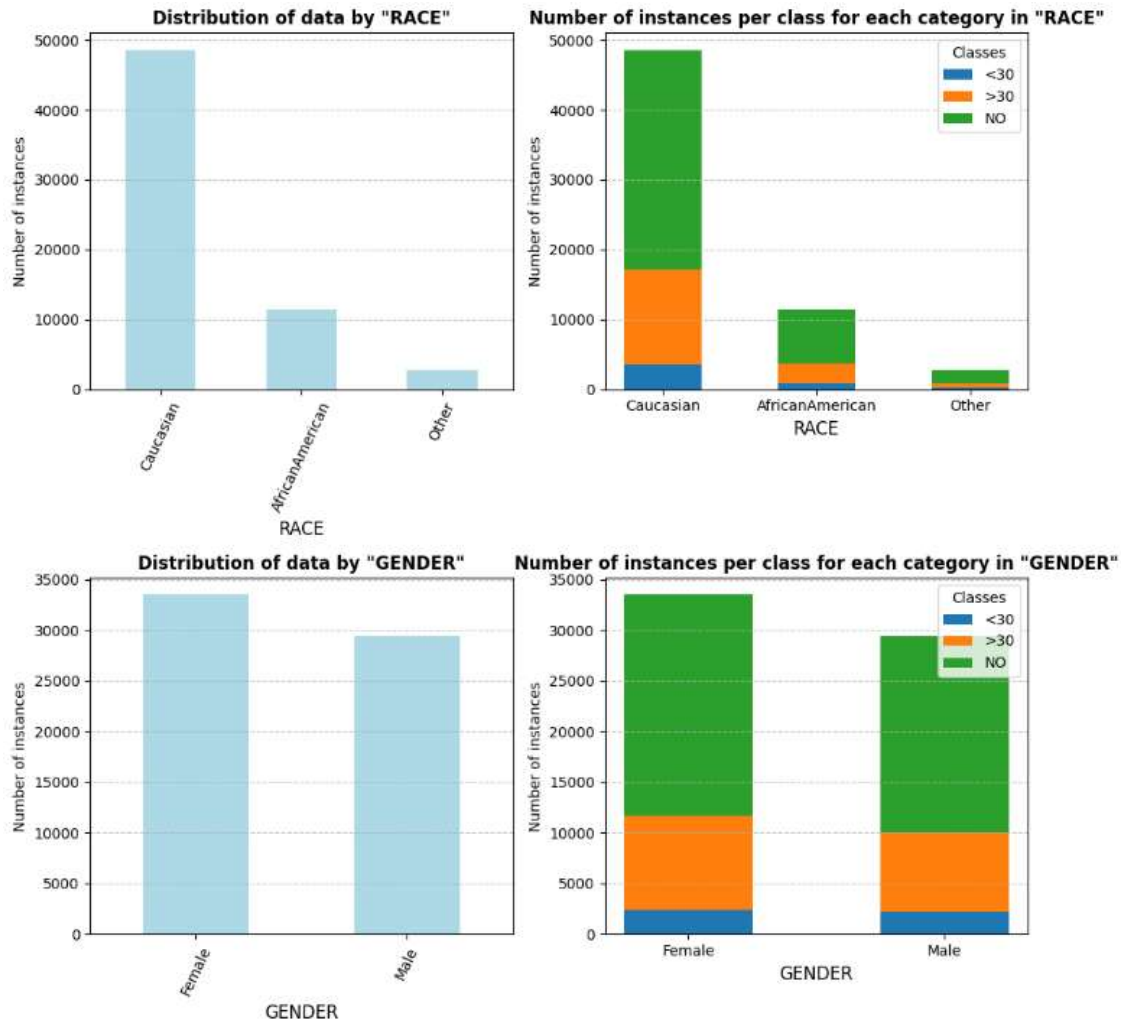 Distribution of data by "RACE"
Number of instances
50000
40000
30000
20000
10000
0
Caucasian
AfricanAmerican
Other
RACE
Number of instances per class for each category in "RACE"
Number of instances
50000
40000
30000
20000
10000
0
Classes
<30
>30
NO
Caucasian
AfricanAmerican
Other
RACE
Distribution of data by "GENDER"
Number of instances
35000
30000
25000
20000
15000
10000
5000
0
Female
Male
GENDER
Number of instances per class for each category in "GENDER"
Number of instances
35000
30000
25000
20000
15000
10000
5000
0
Classes
<30
>30
NO
Female
Male
GENDER